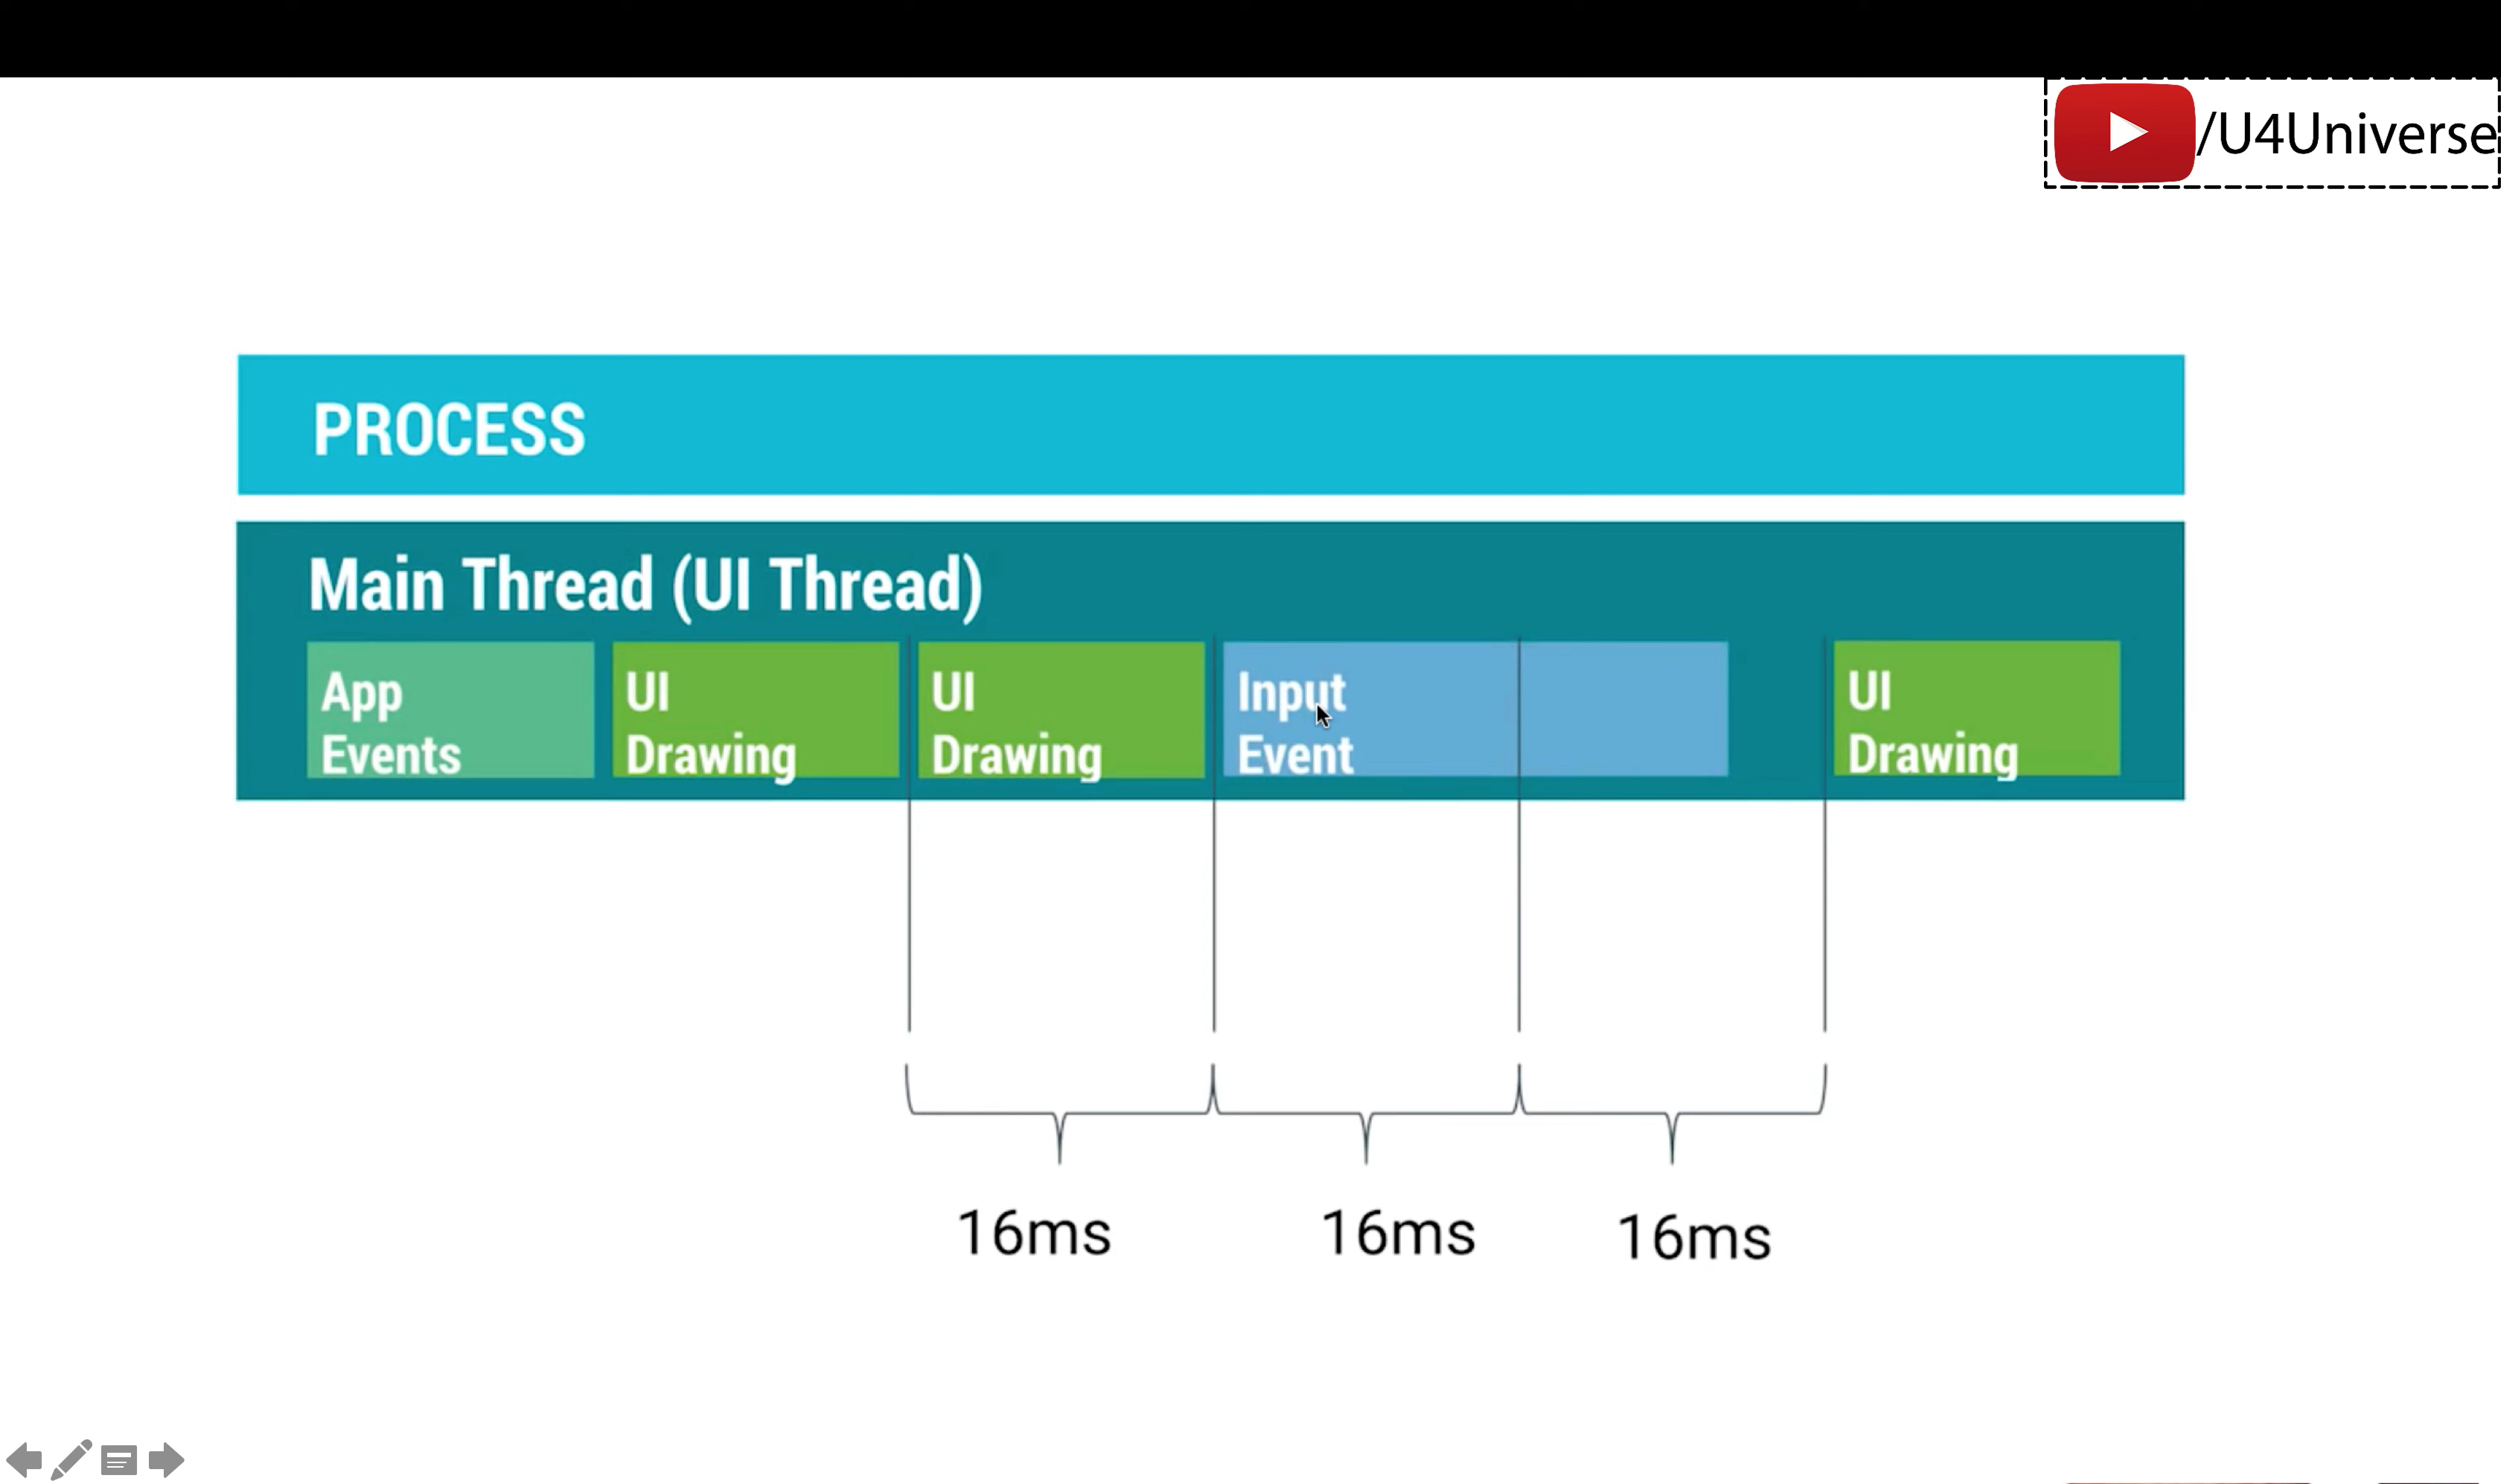 /U4Universe
PROCESS
Main Thread (UI Thread)
App
Events
UI
Drawing
UI
Drawing
Input
Event
UI
Drawing
16ms
16ms
16ms